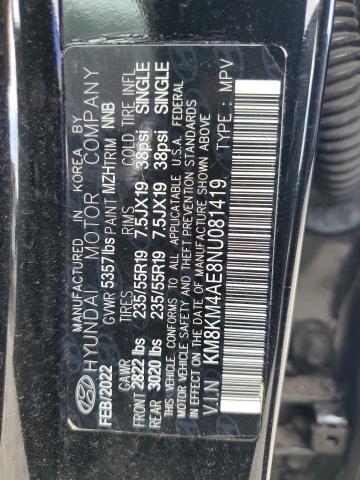 MANUFACTURED IN KOREA BY
HYUNDAI MOTOR COMPANY
FEB/2022 GVWR 5357lbs PAINT MZH TRIM NNB
GAWR TIRES RIMS COLD TIRE INFL
FRONT 2822 lbs 235/55R19 7.5JX19 38psi SINGLE
REAR 3020 lbs 235/55R19 7.5JX19 38psi SINGLE
THIS VEHICLE CONFORMS TO ALL APPLICABLE U.S.A. FEDERAL
MOTOR VEHICLE SAFETY AND THEFT PREVENTION STANDARDS
IN EFFECT ON THE DATE OF MANUFACTURE SHOWN ABOVE.
V.I.N KM8KM4AE8NU081419 TYPE : MPV